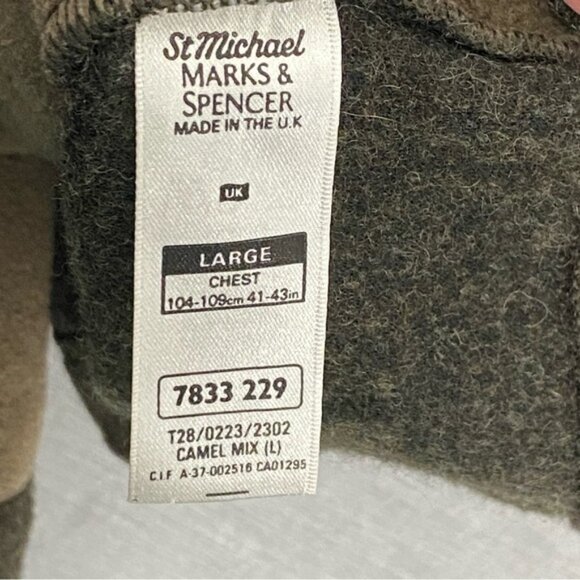 St Michael
MARKS &
SPENCER
MADE IN THE U.K
UK
LARGE
CHEST
104-109cm 41-43in
7833 229
T28/0223/2302
CAMEL MIX (L)
C.I.F A-37-002516 CA01295